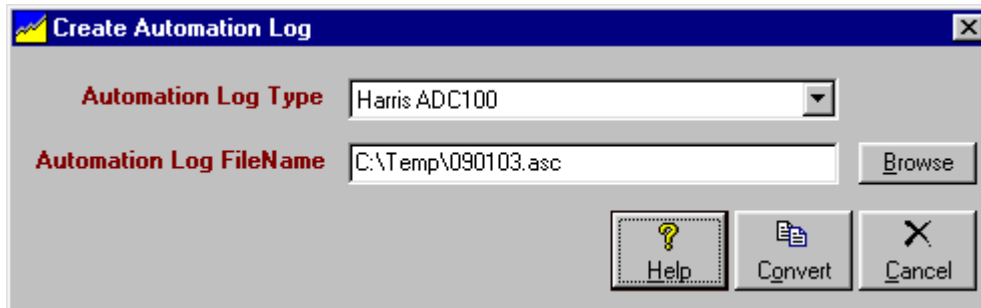 Create Automation Log
Automation Log Type Harris ADC100
Automation Log FileName C:\Temp\090103.asc Browse
Help Convert Cancel